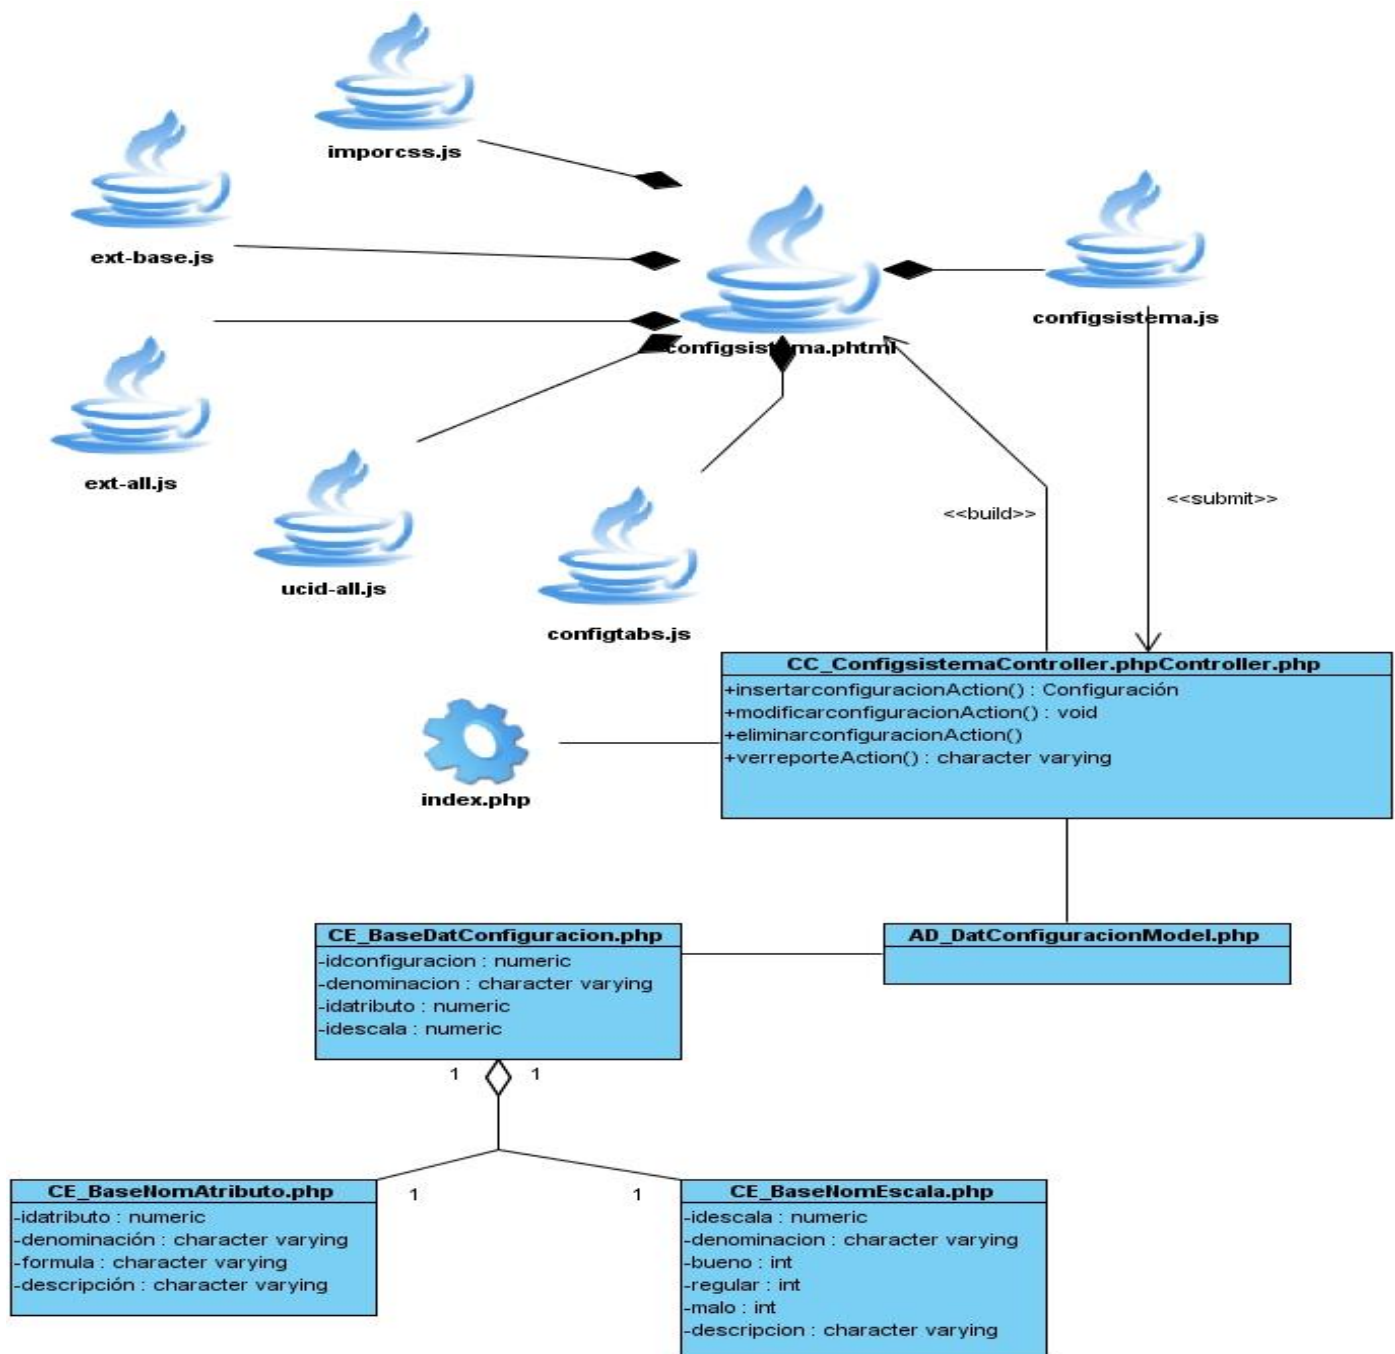 imporcss.js
ext-base.js
configsistema.js
configsistema.phtml
ext-all.js
<<build>>
<<submit>>
ucid-all.js
configtabs.js
CC_ConfigsistemaController.phpController.php
+insertarconfiguracionAction() : Configuración
+modificarconfiguracionAction() : void
+eliminarconfiguracionAction()
+verreporteAction() : character varying
index.php
CE_BaseDatConfiguracion.php
-idconfiguracion : numeric
-denominacion : character varying
-idatributo : numeric
-idescala : numeric
AD_DatConfiguracionModel.php
1
1
CE_BaseNomAtributo.php
-idatributo : numeric
-denominación : character varying
-formula : character varying
-descripción : character varying
1
1
CE_BaseNomEscala.php
-idescala : numeric
-denominacion : character varying
-bueno : int
-regular : int
-malo : int
-descripcion : character varying